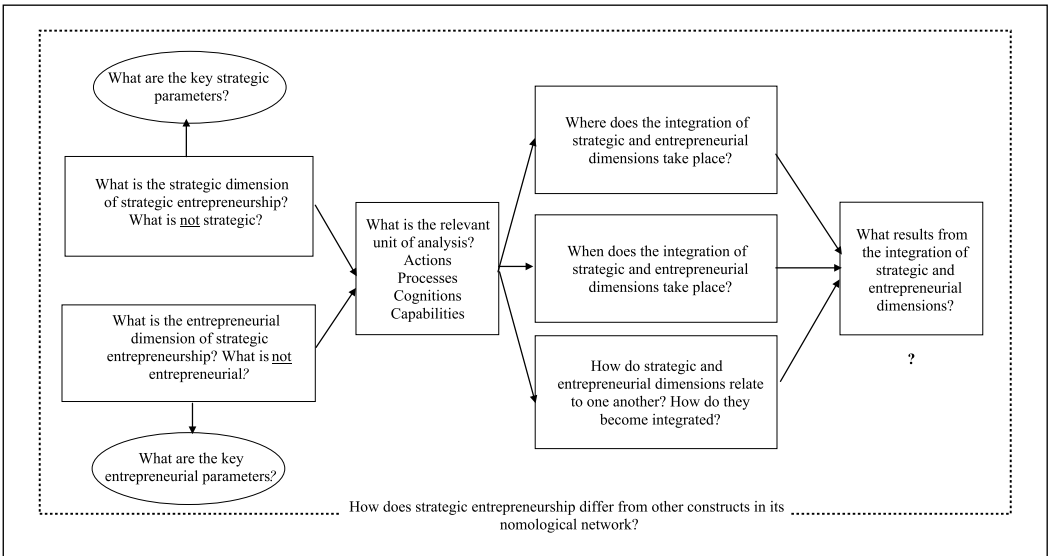 What are the key strategic
parameters?
What is the strategic dimension
of strategic entrepreneurship?
What is not strategic?
What is the entrepreneurial
dimension of strategic
entrepreneurship? What is not
entrepreneurial?
What are the key
entrepreneurial parameters?
What is the relevant
unit of analysis?
Actions
Processes
Cognitions
Capabilities
Where does the integration of
strategic and entrepreneurial
dimensions take place?
When does the integration of
strategic and entrepreneurial
dimensions take place?
How do strategic and
entrepreneurial dimensions relate
to one another? How do they
become integrated?
What results from
the integration of
strategic and
entrepreneurial
dimensions?
?
How does strategic entrepreneurship differ from other constructs in its
nomological network?